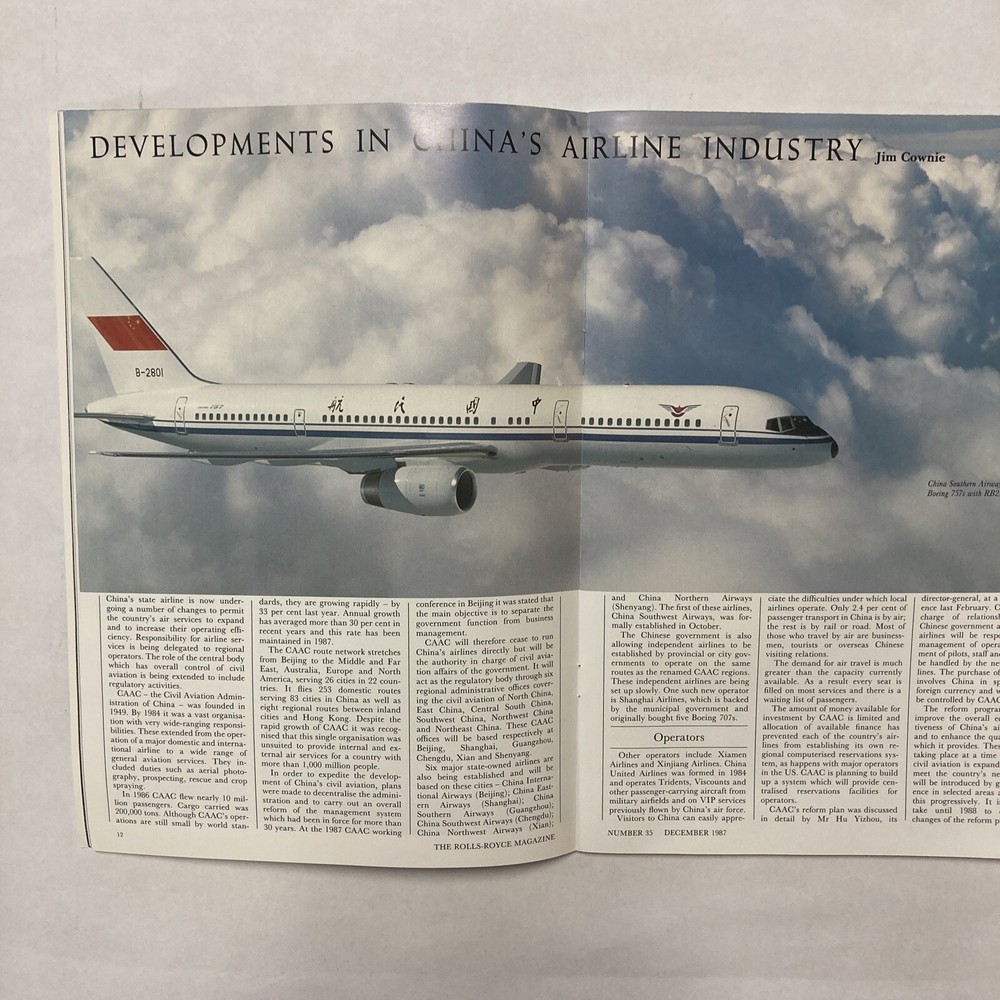 DEVELOPMENTS IN CHINA'S AIRLINE INDUSTRY Jim Cownie
B-2801
航 民 國 中
China Southern Airway
Boeing 757s with RB2
China's state airline is now under-
going a number of changes to permit
the country's air services to expand
and to increase their operating effi-
ciency. Responsibility for airline ser-
vices is being delegated to regional
operators. The role of the central body
which has overall control of civil
aviation is being extended to include
regulatory activities.
CAAC – the Civil Aviation Admin-
istration of China – was founded in
1949. By 1984 it was a vast organisa-
tion with very wide-ranging responsi-
bilities. These extended from the oper-
ation of a major domestic and interna-
tional airline to a wide range of
general aviation services. They in-
cluded duties such as aerial photo-
graphy, prospecting, rescue and crop
spraying.
In 1986 CAAC flew nearly 10 mil-
lion passengers. Cargo carried was
200,000 tons. Although CAAC's oper-
ations are still small by world stan-
dards, they are growing rapidly – by
33 per cent last year. Annual growth
has averaged more than 30 per cent in
recent years and this rate has been
maintained in 1987.
The CAAC route network stretches
from Beijing to the Middle and Far
East, Australia, Europe and North
America, serving 26 cities in 22 coun-
tries. It flies 253 domestic routes
serving 83 cities in China as well as
eight regional routes between inland
cities and Hong Kong. Despite the
rapid growth of CAAC it was recog-
nised that this single organisation was
unsuited to provide internal and ex-
ternal air services for a country with
more than 1,000 million people.
In order to expedite the develop-
ment of China's civil aviation, plans
were made to decentralise the admini-
stration and to carry out an overall
reform of the management system
which had been in force for more than
30 years. At the 1987 CAAC working
conference in Beijing it was stated that
the main objective is to separate the
government function from business
management.
CAAC will therefore cease to run
China's airlines directly but will be
the authority in charge of civil avia-
tion affairs of the government. It will
act as the regulatory body through six
regional administrative offices cover-
ing the civil aviation of North China,
East China, Central South China,
Southwest China, Northwest China
and Northeast China. These CAAC
offices will be based respectively at
Beijing, Shanghai, Guangzhou,
Chengdu, Xian and Shenyang.
Six major state-owned airlines are
also being established and will be
based on these cities – China Interna-
tional Airways (Beijing); China East-
ern Airways (Shanghai); China
Southern Airways (Guangzhou);
China Southwest Airways (Chengdu);
China Northwest Airways (Xian);
12
THE ROLLS-ROYCE MAGAZINE
and China Northern Airways
(Shenyang). The first of these airlines,
China Southwest Airways, was for-
mally established in October.
The Chinese government is also
allowing independent airlines to be
established by provincial or city gov-
ernments to operate on the same
routes as the renamed CAAC regions.
These independent airlines are being
set up slowly. One such new operator
is Shanghai Airlines, which is backed
by the municipal government and
originally bought five Boeing 707s.
Operators
Other operators include Xiamen
Airlines and Xinjiang Airlines. China
United Airlines was formed in 1984
and operates Tridents, Viscounts and
other passenger-carrying aircraft from
military airfields and on VIP services
previously flown by China's air force.
Visitors to China can easily appre-
ciate the difficulties under which local
airlines operate. Only 2.4 per cent of
passenger transport in China is by air;
the rest is by rail or road. Most of
those who travel by air are business-
men, tourists or overseas Chinese
visiting relations.
The demand for air travel is much
greater than the capacity currently
available. As a result every seat is
filled on most services and there is a
waiting list of passengers.
The amount of money available for
investment by CAAC is limited and
allocation of available finance has
prevented each of the country's air-
lines from establishing its own re-
gional computerised reservations sys-
tem, as happens with major operators
in the US. CAAC is planning to build
up a system which will provide cen-
tralised reservations facilities for
operators.
CAAC's reform plan was discussed
in detail by Mr Hu Yizhou, its
director-general, at a
ence last February. C
charge of relations
Chinese government a
airlines will be resp
management of opera
ment of pilots, staff and
be handled by the ne
lines. The purchase of
involves China in sp
foreign currency and w
be controlled by CAAC
The reform progra
improve the overall e
tiveness of China's ai
and to enhance the qua
which it provides. The
taking place at a time
civil aviation is expand
meet the country's ne
will be introduced by g
ence in selected areas a
this progressively. It i
take until 1988 to
changes of the reform p
NUMBER 35 DECEMBER 1987